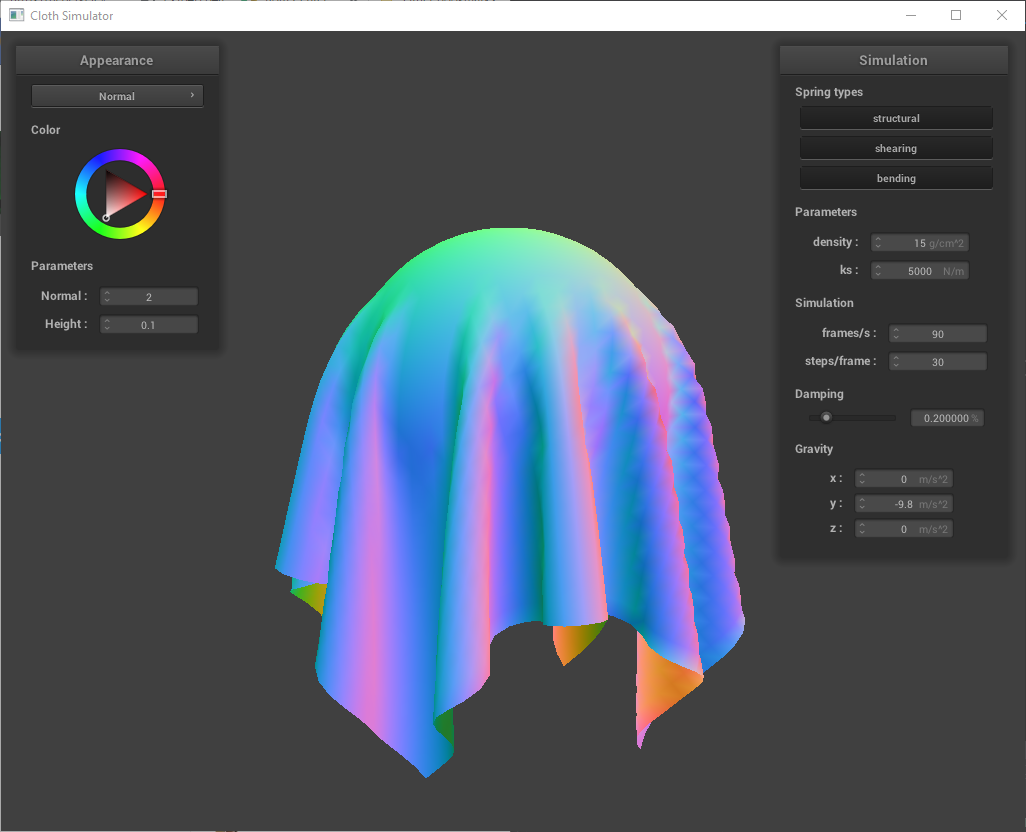 Cloth Simulator
Appearance
Normal
Color
Parameters
Normal :
2
Height :
0.1
Simulation
Spring types
structural
shearing
bending
Parameters
density :
15 g/cm^2
ks :
5000 N/m
Simulation
frames/s :
90
steps/frame :
30
Damping
0.200000 %
Gravity
x :
0 m/s^2
y :
-9.8 m/s^2
z :
0 m/s^2